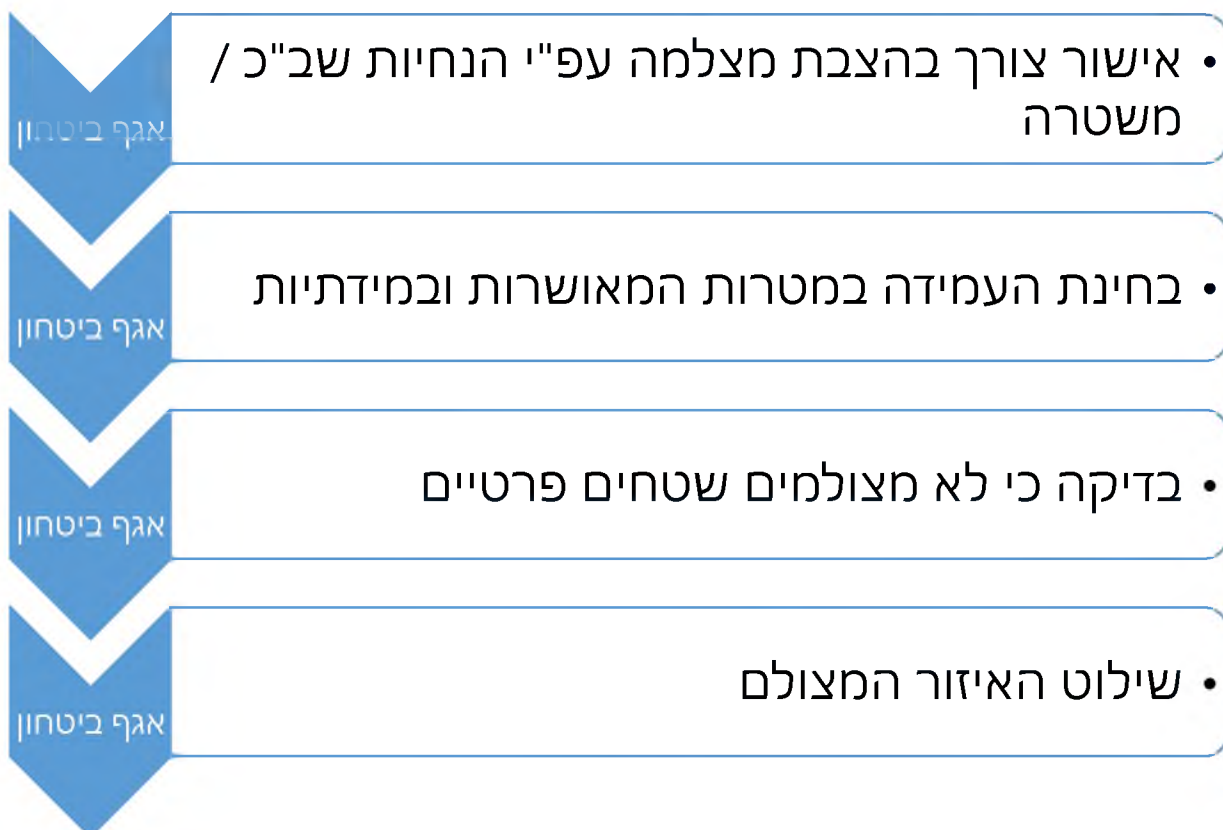 • אישור צורך בהצבת מצלמה עפ"י הנחיות שב"כ /
משטרה
אגף ביטחון
• בחינת העמידה במטרות המאושרות ובמידתיות
אגף ביטחון
• בדיקה כי לא מצולמים שטחים פרטיים
אגף ביטחון
• שילוט האיזור המצולם
אגף ביטחון